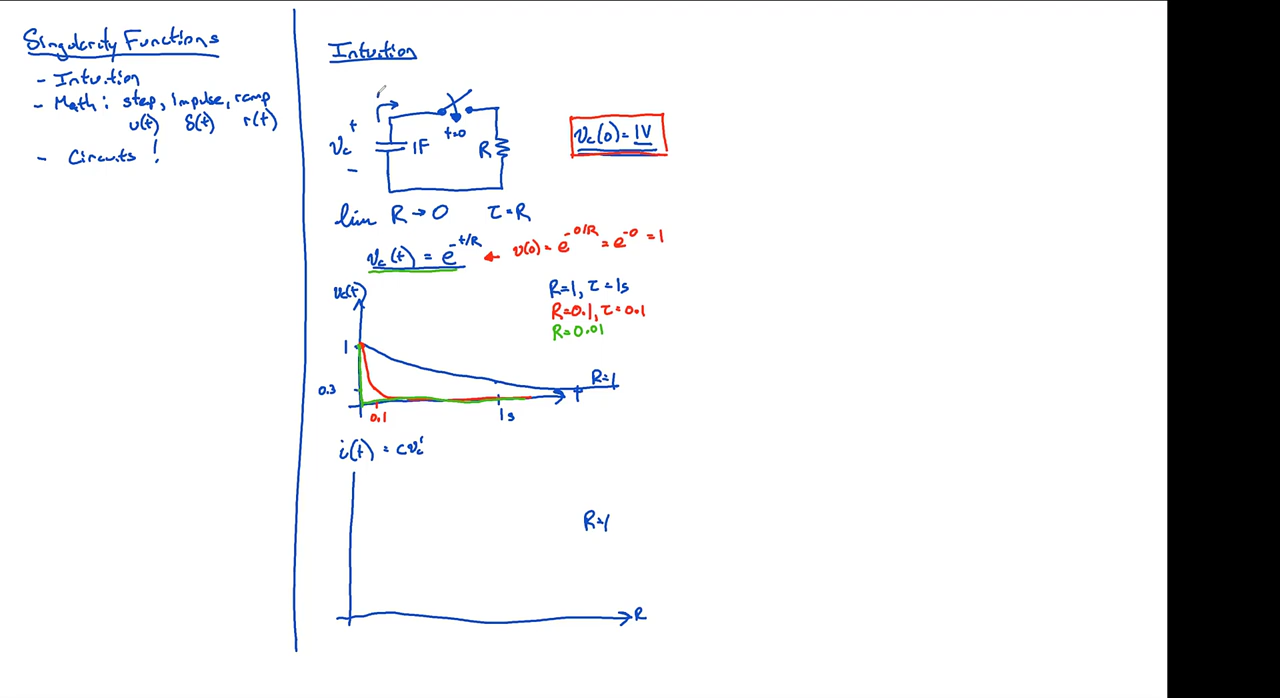 Singularity Functions
- Intuition
- Math: step, impulse, ramp
u(t) δ(t) r(t)
- Circuits!
Intuition
+
Vc
-
1F
t=0
R
Vc(0) = 1V
lim R → 0 τ = R
Vc(t) = e^{-t/R} ← v(0) = e^{-0/R} = e^{-0} = 1
Vc(t)
R=1, τ=1s
R=0.1, τ=0.1
R=0.01
1
0.3
0.1
1s
t
R=1
i(t) = cVc'
R=1
R